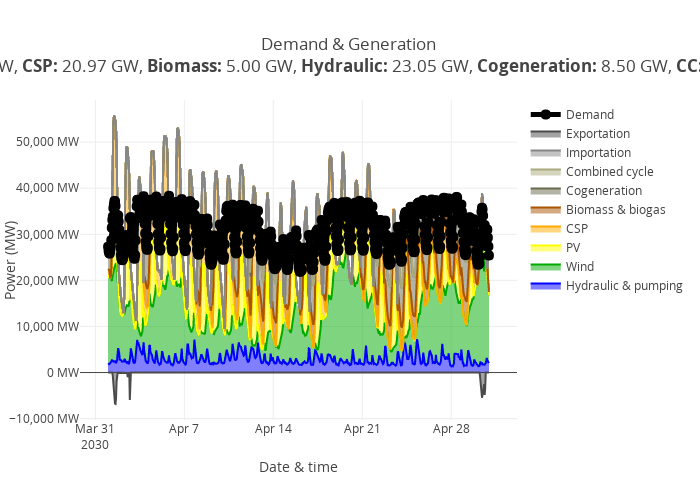 Demand & Generation
W, CSP: 20.97 GW, Biomass: 5.00 GW, Hydraulic: 23.05 GW, Cogeneration: 8.50 GW, CC:
Demand
Exportation
Importation
Combined cycle
Cogeneration
Biomass & biogas
CSP
PV
Wind
Hydraulic & pumping
50,000 MW
40,000 MW
30,000 MW
20,000 MW
10,000 MW
0 MW
−10,000 MW
Power (MW)
Mar 31
2030
Apr 7
Apr 14
Apr 21
Apr 28
Date & time